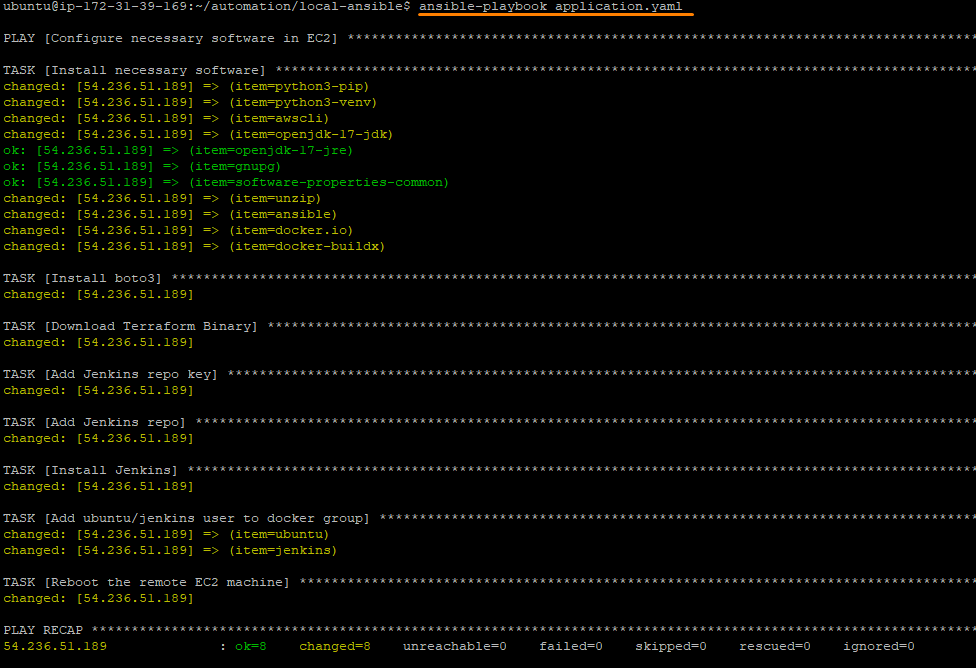 ubuntu@ip-172-31-39-169:~/automation/local-ansible$ ansible-playbook application.yaml
PLAY [Configure necessary software in EC2] *******************************************************************************
TASK [Install necessary software] ****************************************************************************************
changed: [54.236.51.189] => (item=python3-pip)
changed: [54.236.51.189] => (item=python3-venv)
changed: [54.236.51.189] => (item=awscli)
changed: [54.236.51.189] => (item=openjdk-17-jdk)
ok: [54.236.51.189] => (item=openjdk-17-jre)
ok: [54.236.51.189] => (item=gnupg)
ok: [54.236.51.189] => (item=software-properties-common)
changed: [54.236.51.189] => (item=unzip)
changed: [54.236.51.189] => (item=ansible)
changed: [54.236.51.189] => (item=docker.io)
changed: [54.236.51.189] => (item=docker-buildx)
TASK [Install boto3] *****************************************************************************************************
changed: [54.236.51.189]
TASK [Download Terraform Binary] *****************************************************************************************
changed: [54.236.51.189]
TASK [Add Jenkins repo key] **********************************************************************************************
changed: [54.236.51.189]
TASK [Add Jenkins repo] **************************************************************************************************
changed: [54.236.51.189]
TASK [Install Jenkins] ***************************************************************************************************
changed: [54.236.51.189]
TASK [Add ubuntu/jenkins user to docker group] ***************************************************************************
changed: [54.236.51.189] => (item=ubuntu)
changed: [54.236.51.189] => (item=jenkins)
TASK [Reboot the remote EC2 machine] *************************************************************************************
changed: [54.236.51.189]
PLAY RECAP ***************************************************************************************************************
54.236.51.189 : ok=8 changed=8 unreachable=0 failed=0 skipped=0 rescued=0 ignored=0